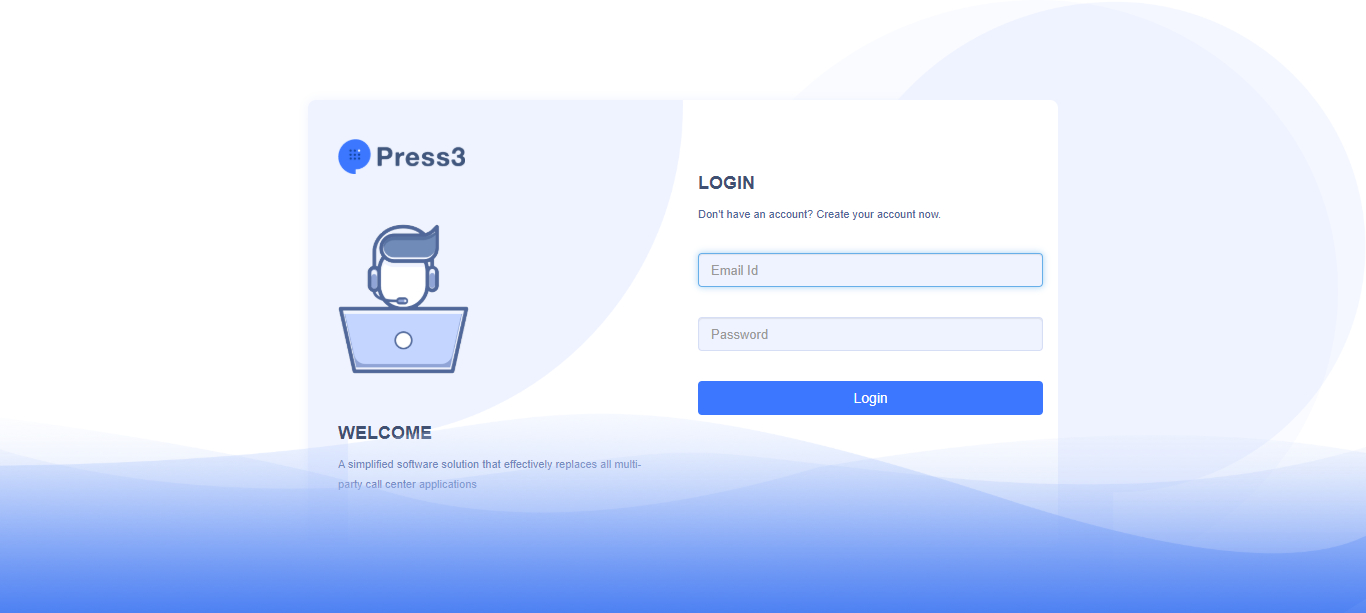 Press3
WELCOME
A simplified software solution that effectively replaces all multi-
party call center applications
LOGIN
Don't have an account? Create your account now.
Email Id
Password
Login